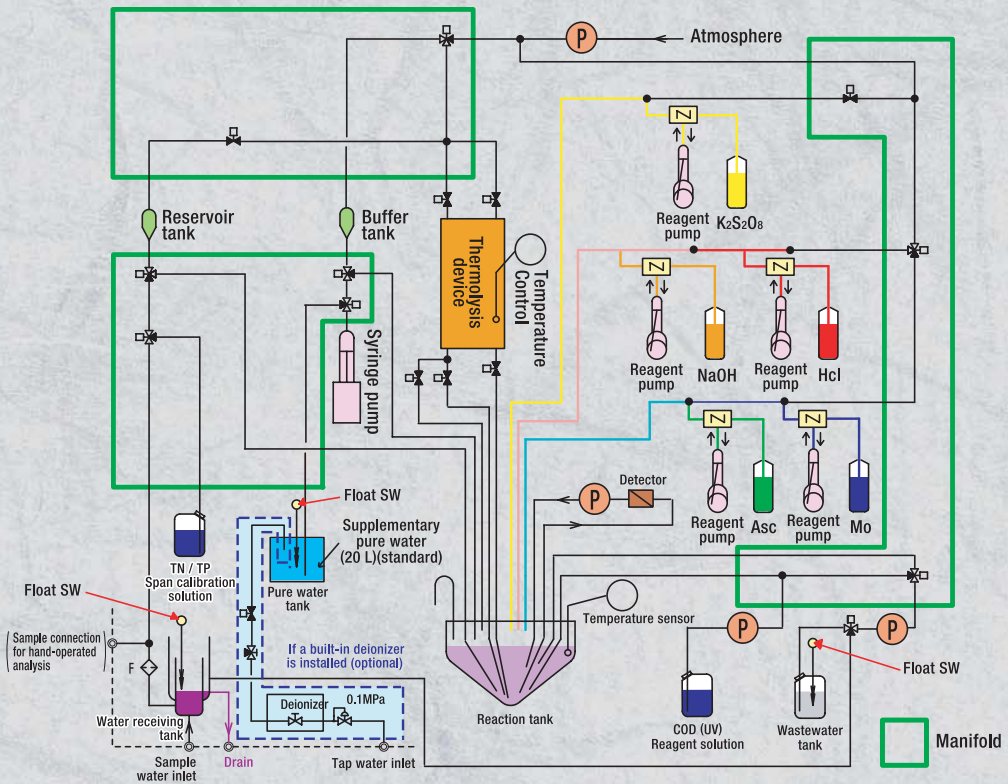 P
Atmosphere
Z
Reagent
pump
K2S2O8
Reservoir
tank
Buffer
tank
Thermolysis
device
Temperature
Control
Z
Z
Reagent
pump
NaOH
Reagent
pump
Hcl
Syringe pump
Z
Z
Reagent
pump
Asc
Reagent
pump
Mo
Detector
P
Float SW
Supplementary
pure water
(20 L)(standard)
TN / TP
Span calibration
solution
Pure water
tank
Float SW
Temperature sensor
(Sample connection
for hand-operated
analysis)
F
If a built-in deionizer
is installed (optional)
P
P
Float SW
Deionizer
0.1MPa
Water receiving
tank
Reaction tank
COD (UV)
Reagent solution
Wastewater
tank
Manifold
Sample
water inlet
Drain
Tap water inlet